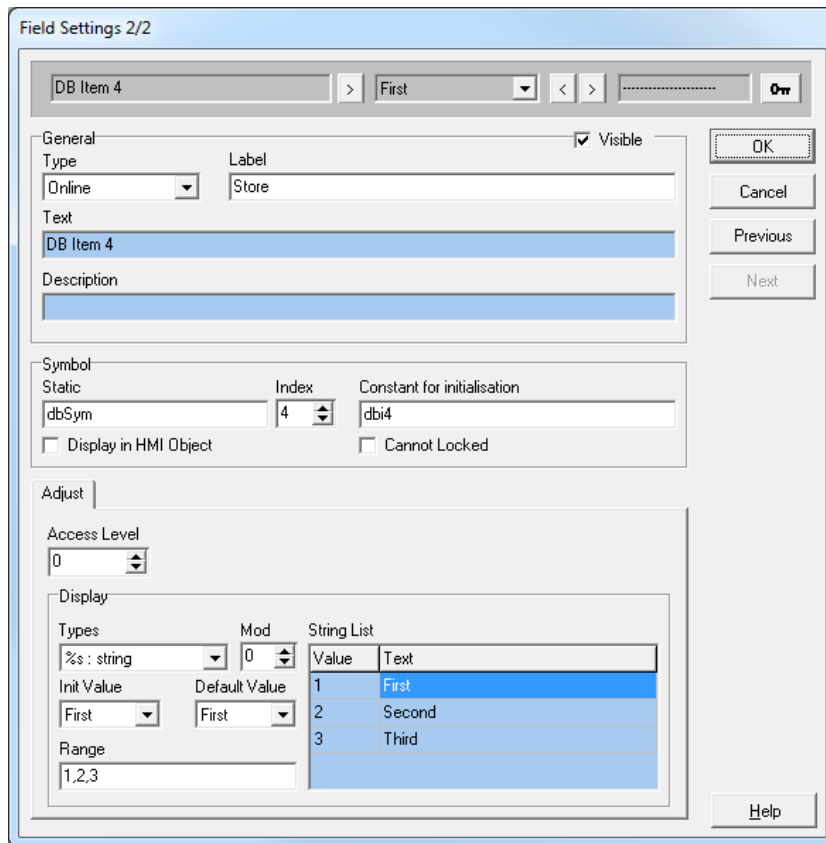 Field Settings 2/2
DB Item 4 > First < > ---------------------
General Visible
Type Label OK
Online Store Cancel
Text
DB Item 4 Previous
Description Next
Symbol
Static Index Constant for initialisation
dbSym 4 dbi4
Display in HMI Object Cannot Locked
Adjust
Access Level
0
Display
Types Mod String List
%s : string 0 Value Text
Init Value Default Value 1 First
First First 2 Second
Range 3 Third
1,2,3
Help